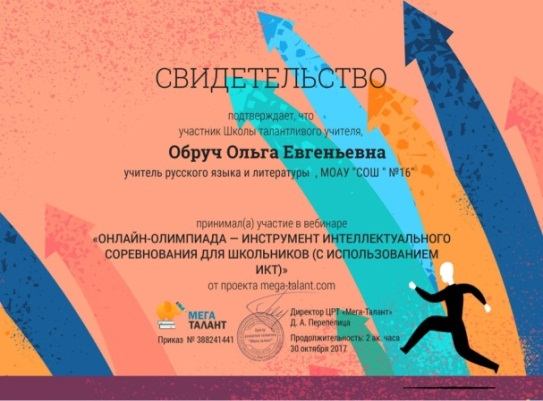 СВИДЕТЕЛЬСТВО
подтверждает, что
участник Школы талантливого учителя,
Обруч Ольга Евгеньевна
учитель русского языка и литературы , МОАУ "СОШ " №16"
принимал(а) участие в вебинаре
«ОНЛАЙН-ОЛИМПИАДА — ИНСТРУМЕНТ ИНТЕЛЛЕКТУАЛЬНОГО
СОРЕВНОВАНИЯ ДЛЯ ШКОЛЬНИКОВ (С ИСПОЛЬЗОВАНИЕМ
ИКТ)»
от проекта mega-talant.com
МЕГА
ТАЛАНТ
Приказ № 388241441
Директор ЦРТ «Мега-Талант»
Д. А. Перепелица
Продолжительность: 2 ак. часа
30 октября 2017